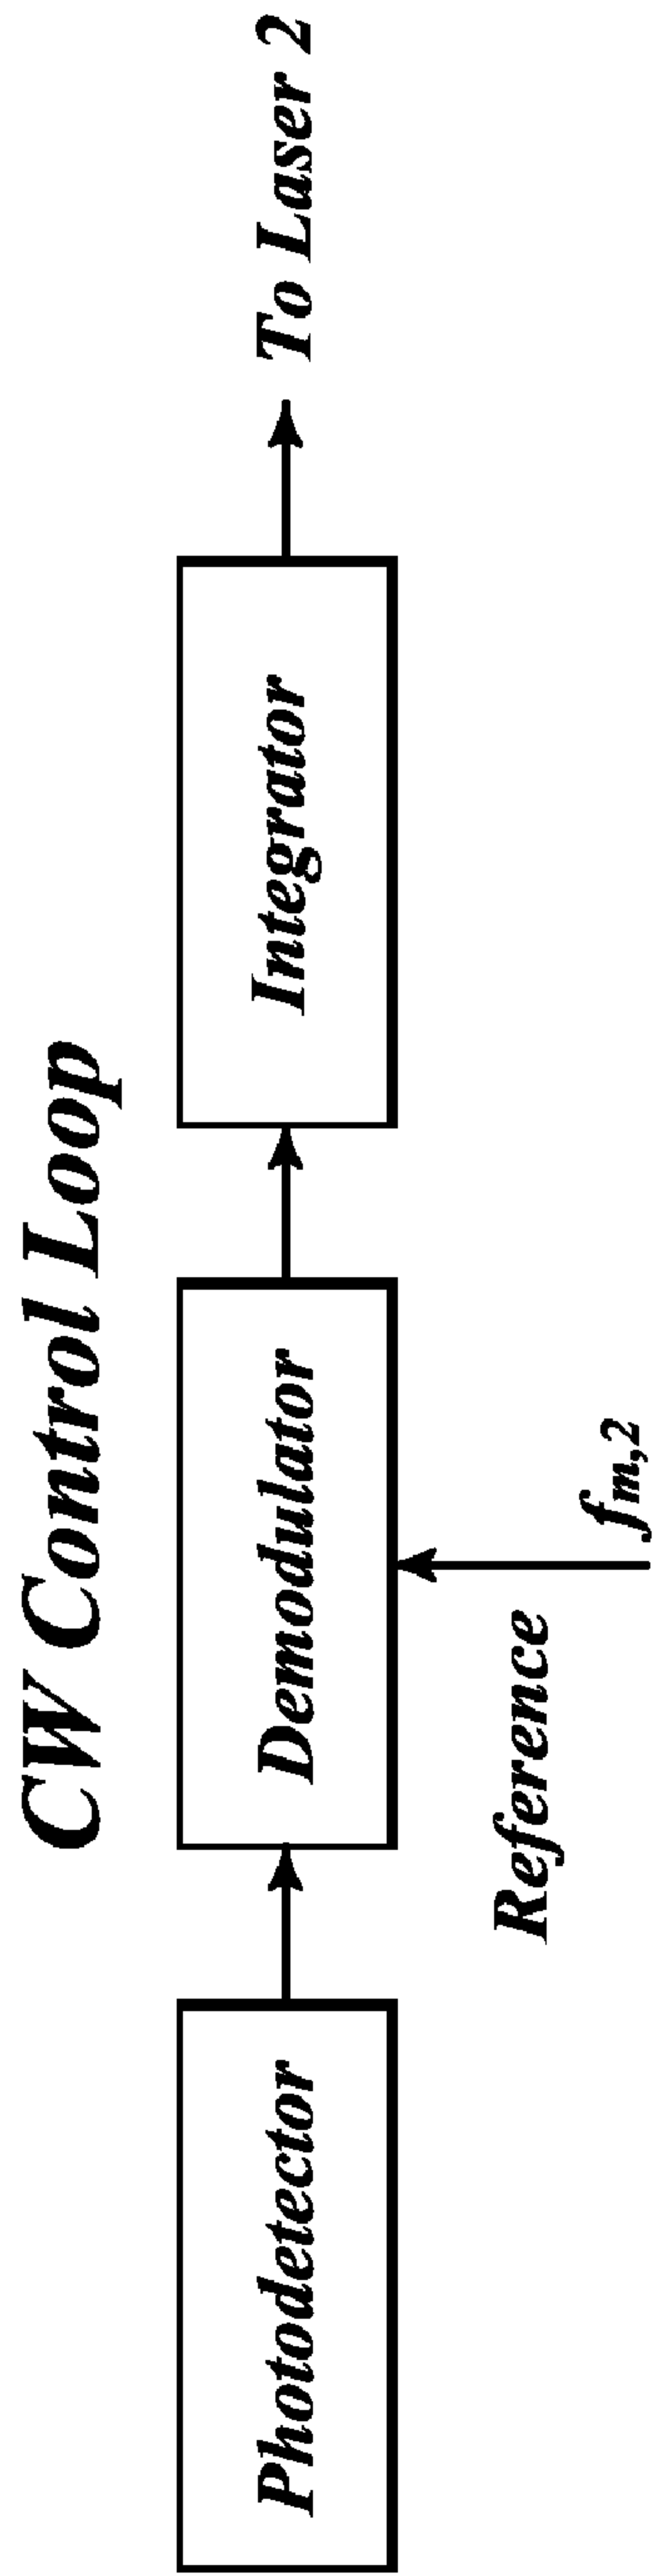 CW Control Loop
Photodetector
Demodulator
Integrator
To Laser 2
Reference
fm,2